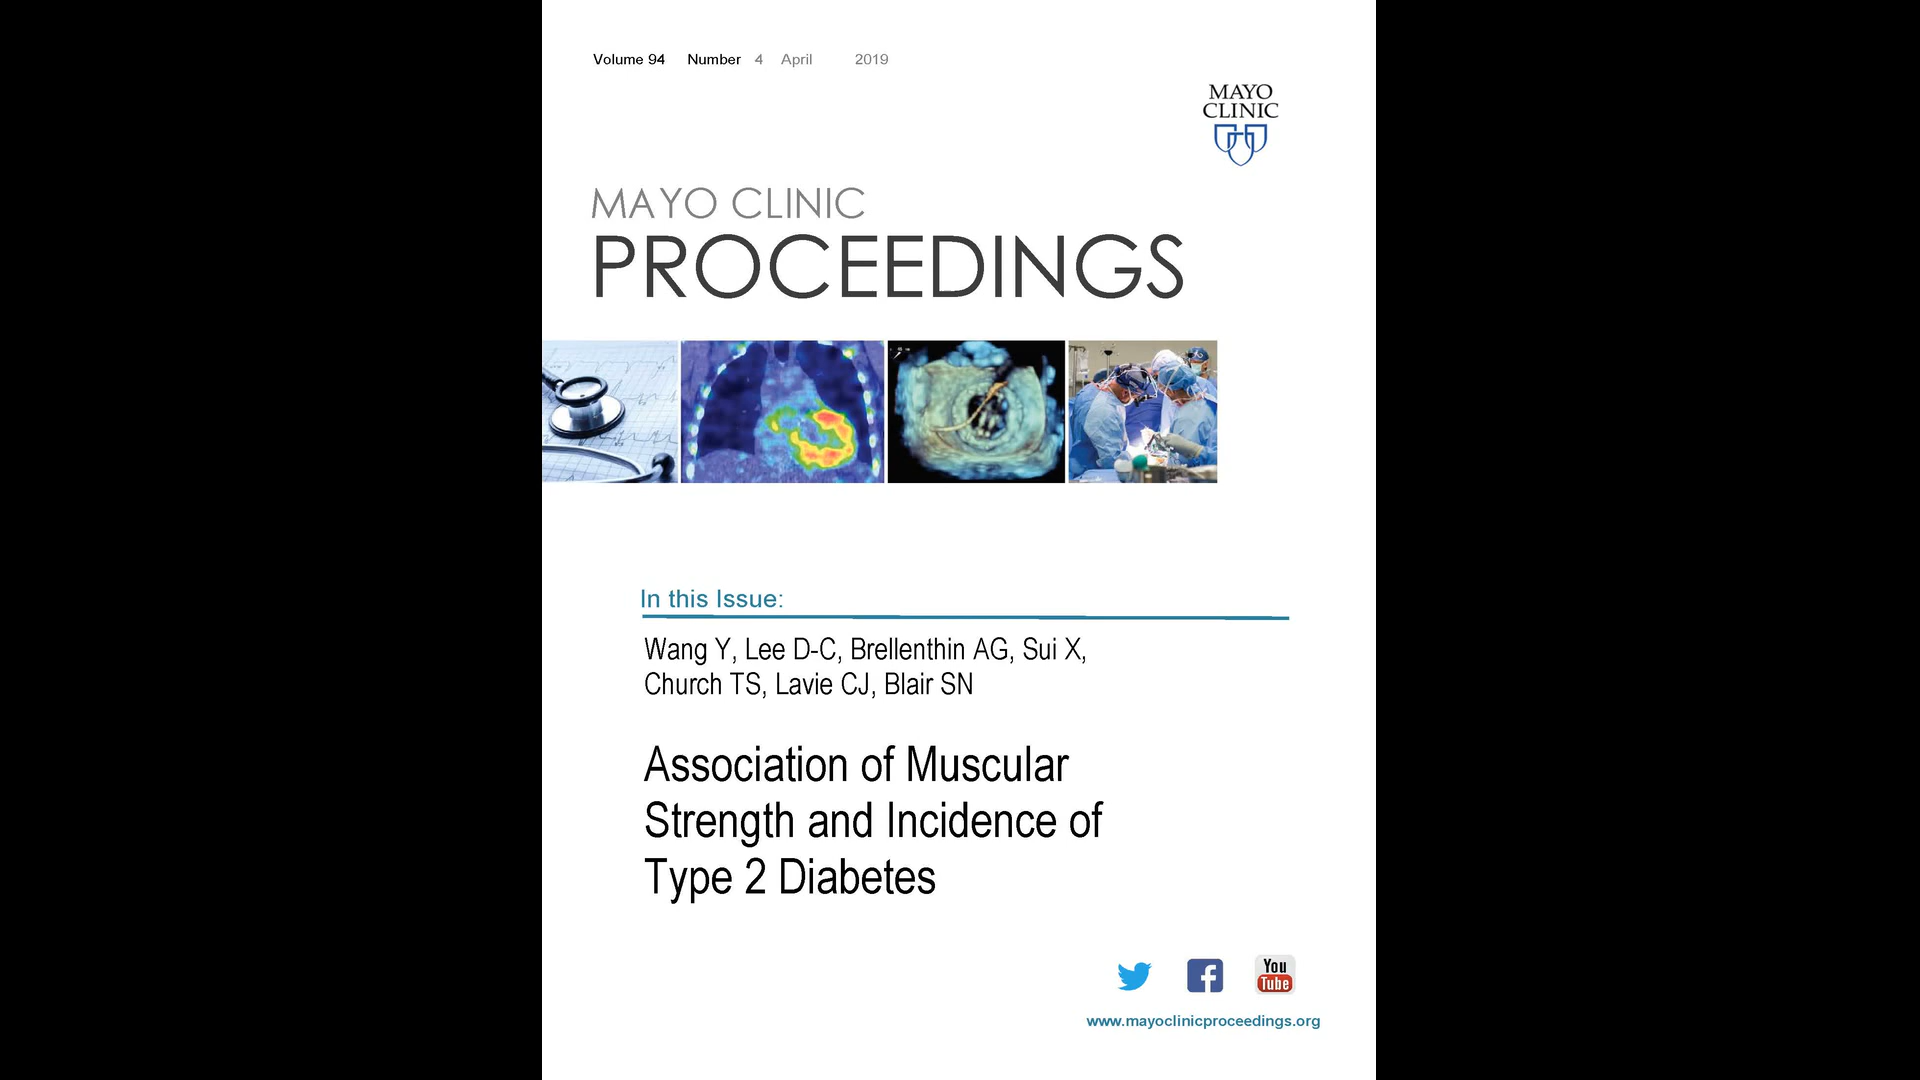 Volume 94 Number 4 April 2019
MAYO
CLINIC
MAYO CLINIC
PROCEEDINGS
In this Issue:
Wang Y, Lee D-C, Brellenthin AG, Sui X,
Church TS, Lavie CJ, Blair SN
Association of Muscular
Strength and Incidence of
Type 2 Diabetes
You
Tube
www.mayoclinicproceedings.org